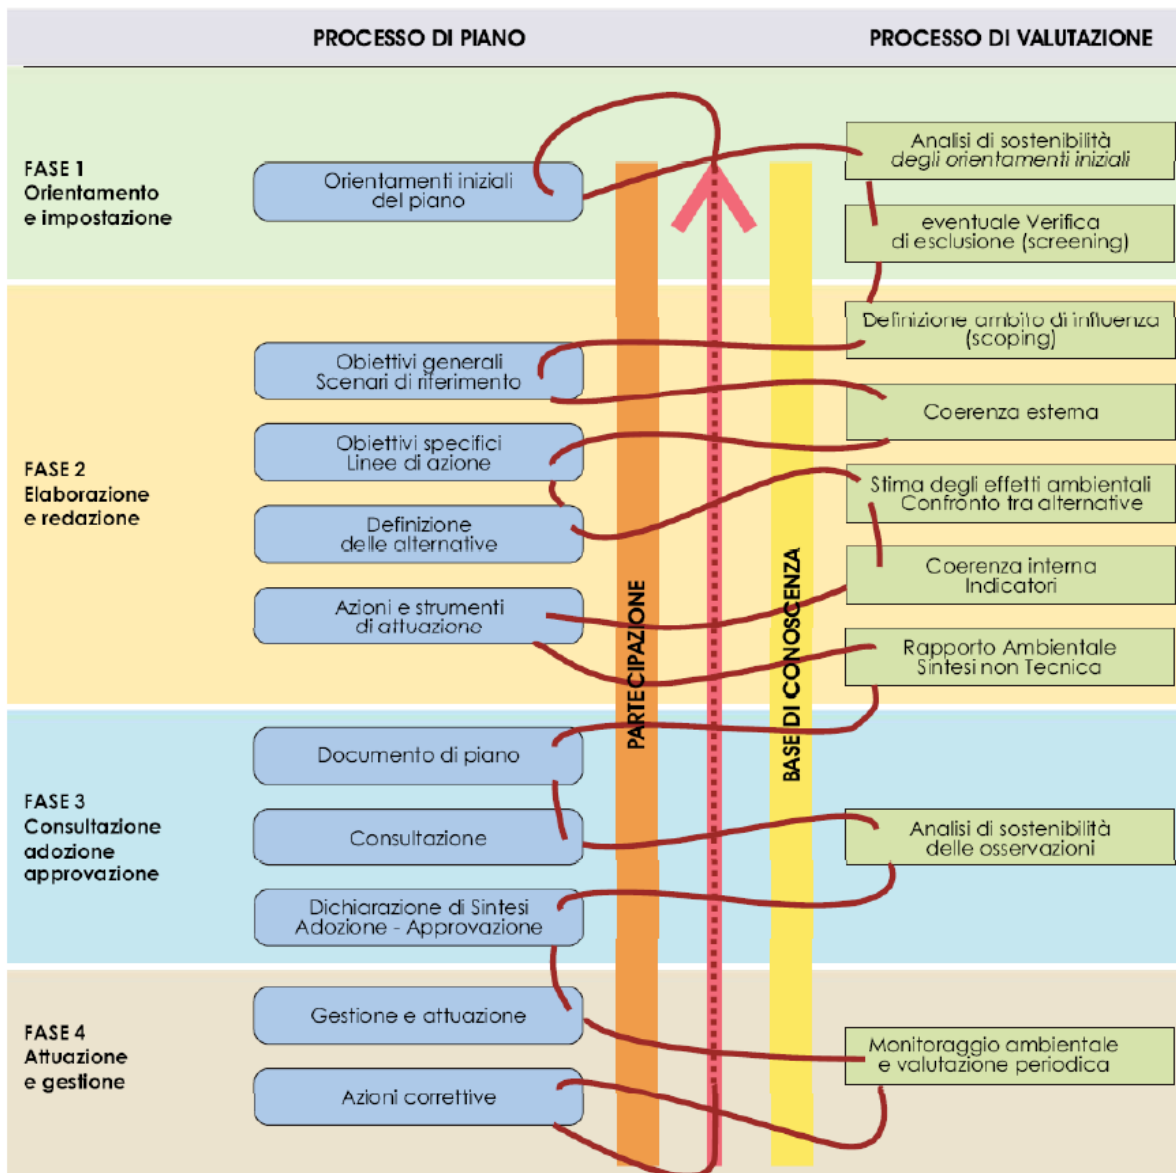 PROCESSO DI PIANO
PROCESSO DI VALUTAZIONE
FASE 1
Orientamento
e impostazione
Orientamenti iniziali
del piano
Analisi di sostenibilità
degli orientamenti iniziali
eventuale Verifica
di esclusione (screening)
FASE 2
Elaborazione
e redazione
Definizione ambito di influenza
(scoping)
Obiettivi generali
Scenari di riferimento
Coerenza esterna
Obiettivi specifici
Linee di azione
Stima degli effetti ambientali
Confronto tra alternative
Definizione
delle alternative
Coerenza interna
Indicatori
Azioni e strumenti
di attuazione
Rapporto Ambientale
Sintesi non Tecnica
PARTECIPAZIONE
BASE DI CONOSCENZA
FASE 3
Consultazione
adozione
approvazione
Documento di piano
Consultazione
Analisi di sostenibilità
delle osservazioni
Dichiarazione di Sintesi
Adozione - Approvazione
FASE 4
Attuazione
e gestione
Gestione e attuazione
Monitoraggio ambientale
e valutazione periodica
Azioni correttive